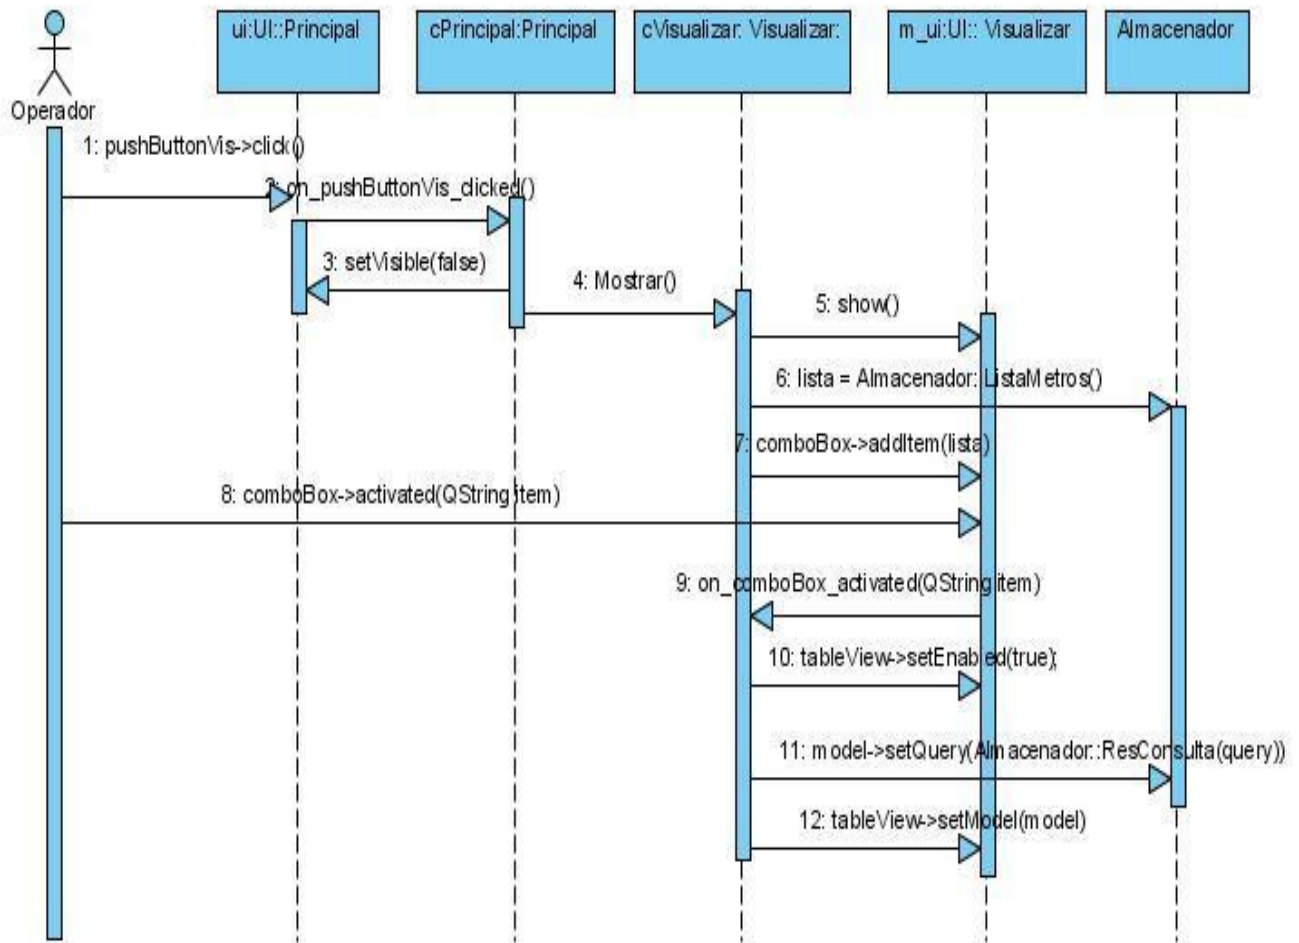 ui:UI::Principal
cPrincipal:Principal
cVisualizar: Visualizar:
m_ui:UI:: Visualizar
Almacenador
Operador
1: pushButtonVis->click()
2: on_pushButtonVis_clicked()
3: setVisible(false)
4: Mostrar()
5: show()
6: lista = Almacenador::ListaMetros()
7: comboBox->addItem(lista)
8: comboBox->activated(QString item)
9: on_comboBox_activated(QString item)
10: tableView->setEnabled(true);
11: model->setQuery(Almacenador::ResConsulta(query))
12: tableView->setModel(model)